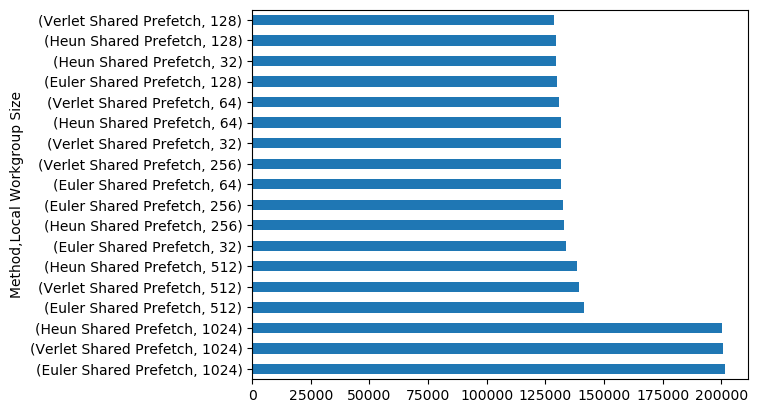 (Verlet Shared Prefetch, 128)
(Heun Shared Prefetch, 128)
(Heun Shared Prefetch, 32)
(Euler Shared Prefetch, 128)
(Verlet Shared Prefetch, 64)
(Heun Shared Prefetch, 64)
(Verlet Shared Prefetch, 32)
(Verlet Shared Prefetch, 256)
(Euler Shared Prefetch, 64)
(Euler Shared Prefetch, 256)
(Heun Shared Prefetch, 256)
(Euler Shared Prefetch, 32)
(Heun Shared Prefetch, 512)
(Verlet Shared Prefetch, 512)
(Euler Shared Prefetch, 512)
(Heun Shared Prefetch, 1024)
(Verlet Shared Prefetch, 1024)
(Euler Shared Prefetch, 1024)
Method,Local Workgroup Size
0 25000 50000 75000 100000 125000 150000 175000 200000